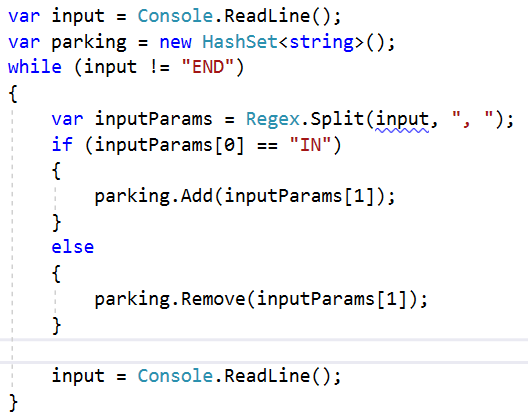 var input = Console.ReadLine();
var parking = new HashSet<string>();
while (input != "END")
{
    var inputParams = Regex.Split(input, ", ");
    if (inputParams[0] == "IN")
    {
        parking.Add(inputParams[1]);
    }
    else
    {
        parking.Remove(inputParams[1]);
    }

    input = Console.ReadLine();
}